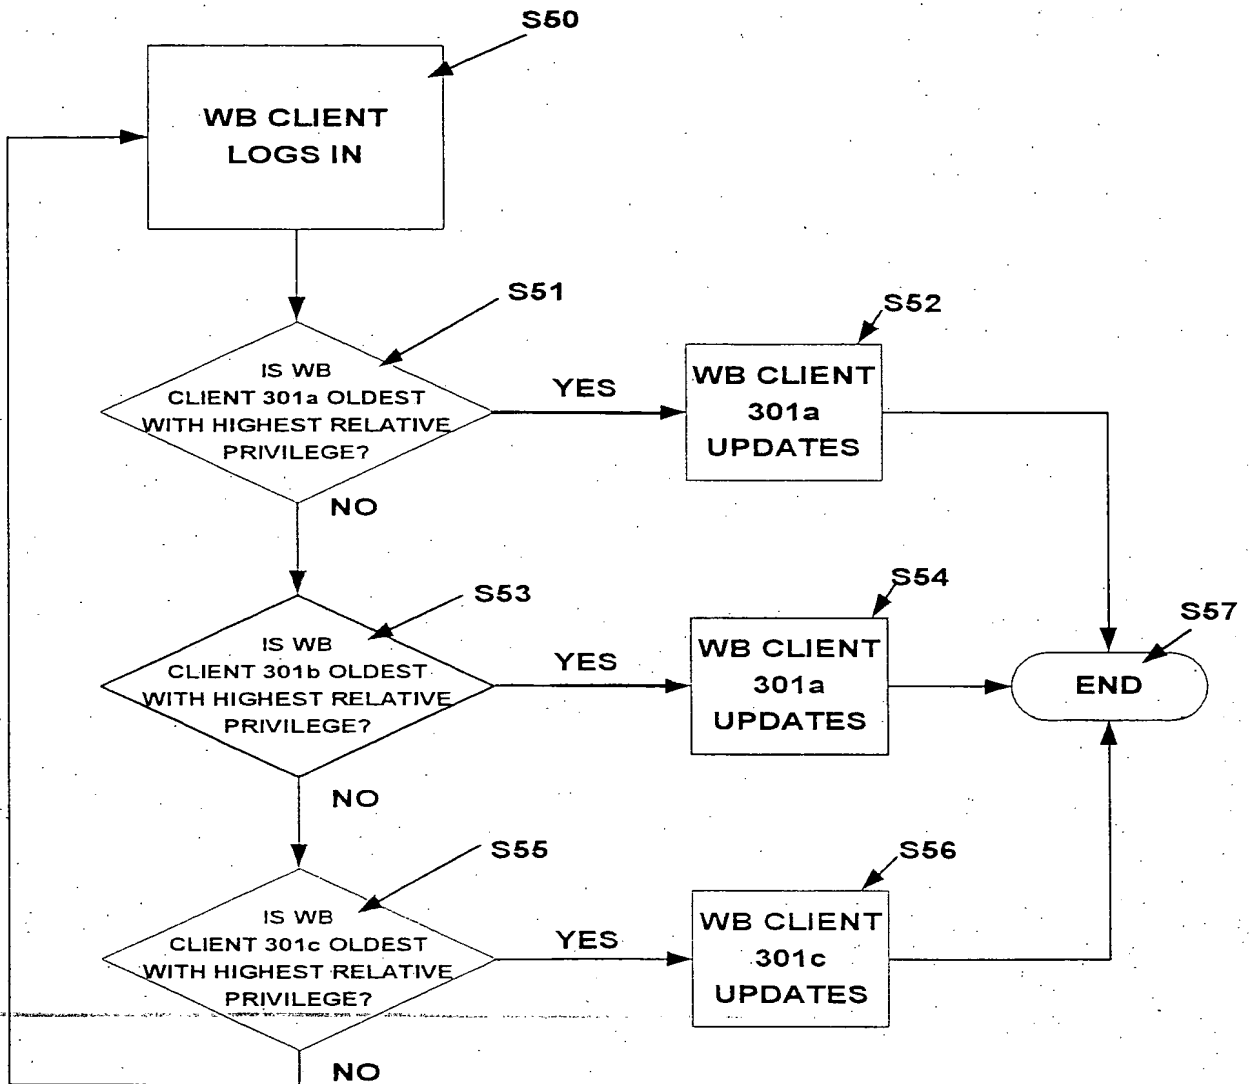 S50
WB CLIENT
LOGS IN
S51
IS WB
CLIENT 301a OLDEST
WITH HIGHEST RELATIVE
PRIVILEGE?
YES
S52
WB CLIENT
301a
UPDATES
NO
S53
IS WB
CLIENT 301b OLDEST
WITH HIGHEST RELATIVE
PRIVILEGE?
YES
S54
WB CLIENT
301a
UPDATES
S57
END
NO
S55
IS WB
CLIENT 301c OLDEST
WITH HIGHEST RELATIVE
PRIVILEGE?
YES
S56
WB CLIENT
301c
UPDATES
NO